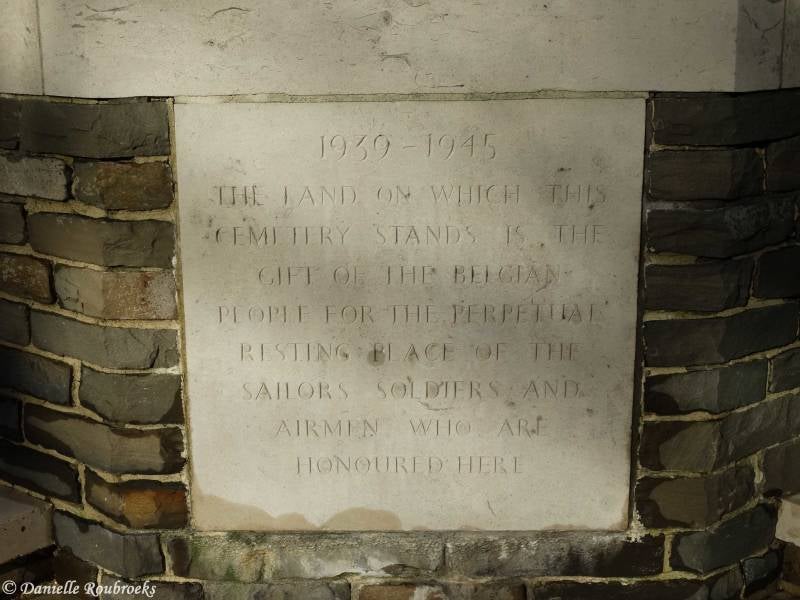 1939 - 1945
THE LAND ON WHICH THIS
CEMETERY STANDS IS THE
GIFT OF THE BELGIAN
PEOPLE FOR THE PERPETUAL
RESTING PLACE OF THE
SAILORS SOLDIERS AND
AIRMEN WHO ARE
HONOURED HERE
© Danielle Roubroeks